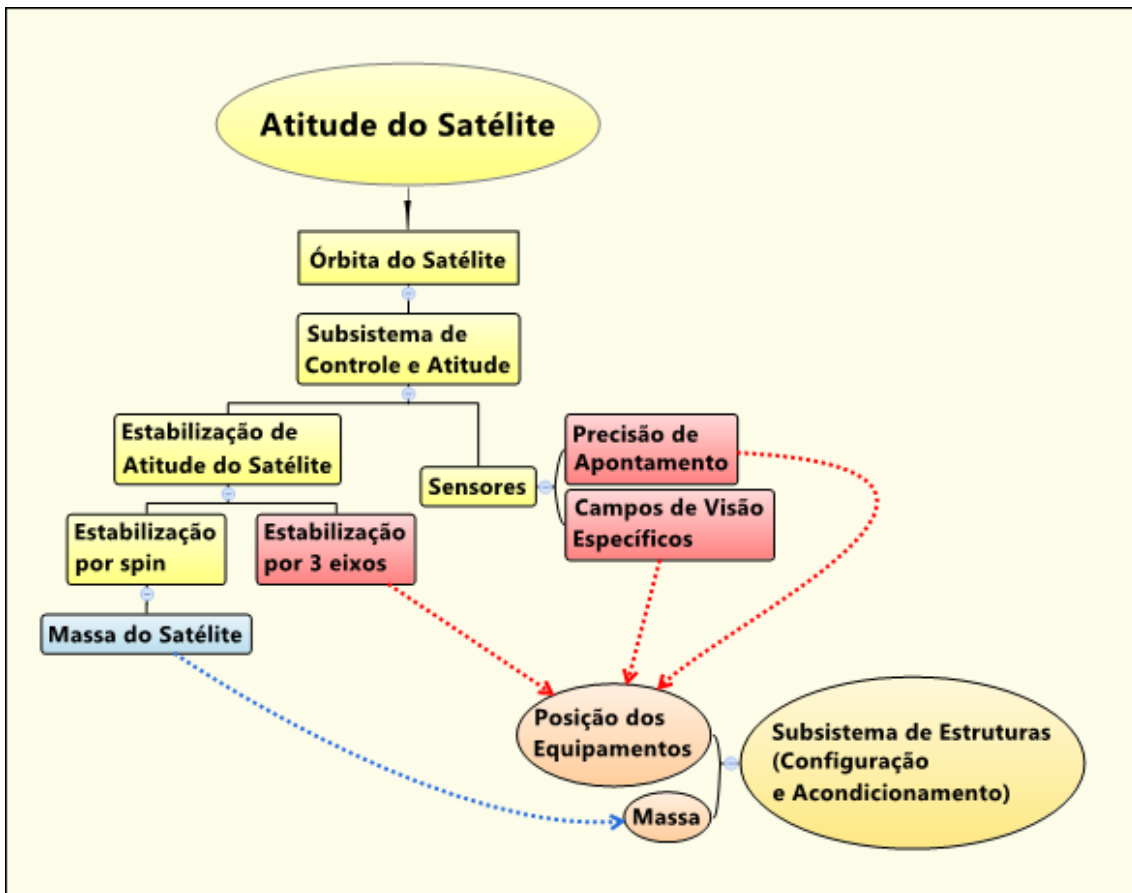 Atitude do Satélite
Órbita do Satélite
Subsistema de
Controle e Atitude
Estabilização de
Atitude do Satélite
Sensores
Precisão de
Apontamento
Campos de Visão
Específicos
Estabilização
por spin
Estabilização
por 3 eixos
Massa do Satélite
Posição dos
Equipamentos
Massa
Subsistema de Estruturas
(Configuração
e Acondicionamento)